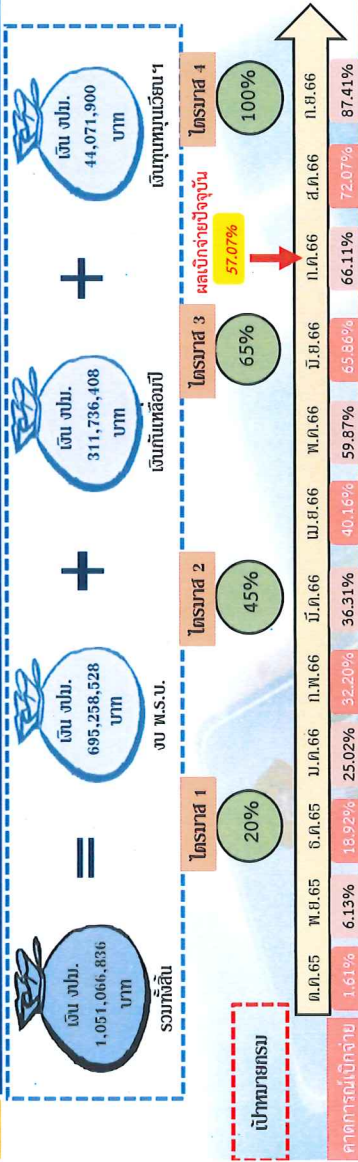 เงิน งปม.
1,051,066,836
บาท
รวมทั้งสิ้น
=
เงิน งปม.
695,258,528
บาท
งบ พ.ร.บ.
+
เงิน งปม.
311,736,408
บาท
เงินกันเหลื่อมปี
+
เงิน งปม.
44,071,900
บาท
เงินทุนหมุนเวียนฯ
เป้าหมายกรม
ไตรมาส 1
20%
ไตรมาส 2
45%
ไตรมาส 3
65%
ไตรมาส 4
100%
ผลเบิกจ่ายปัจจุบัน
57.07%
ต.ค.65 พ.ย.65 ธ.ค.65 ม.ค.66 ก.พ.66 มี.ค.66 เม.ย.66 พ.ค.66 มิ.ย.66 ก.ค.66 ส.ค.66 ก.ย.66
คาดการณ์เบิกจ่าย 1.61% 6.13% 18.92% 25.02% 32.20% 36.31% 40.16% 59.87% 65.86% 66.11% 72.07% 87.41%